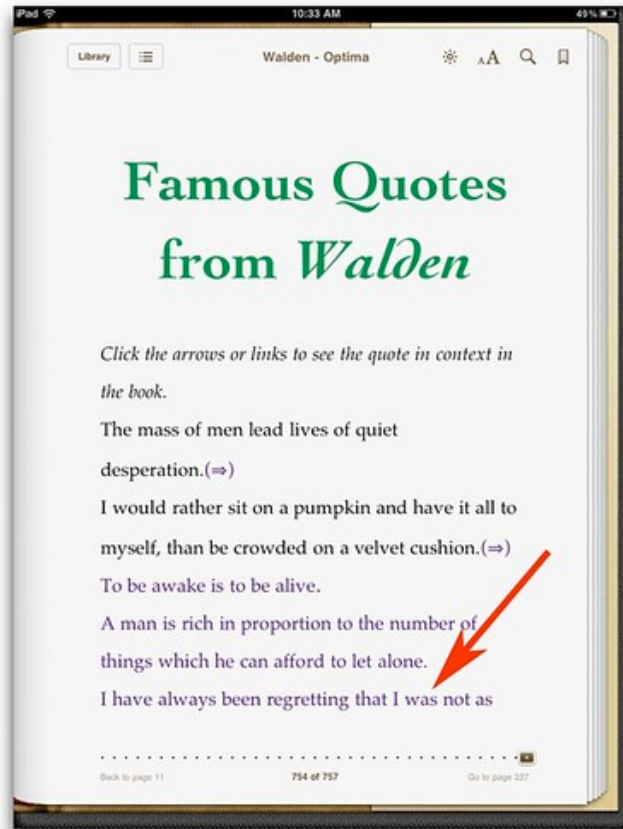 iPad 10:33 AM 49%
Library Walden - Optima AA
Famous Quotes
from Walden
Click the arrows or links to see the quote in context in
the book.
The mass of men lead lives of quiet
desperation.(⇒)
I would rather sit on a pumpkin and have it all to
myself, than be crowded on a velvet cushion.(⇒)
To be awake is to be alive.
A man is rich in proportion to the number of
things which he can afford to let alone.
I have always been regretting that I was not as
Back to page 11 754 of 757 Go to page 227